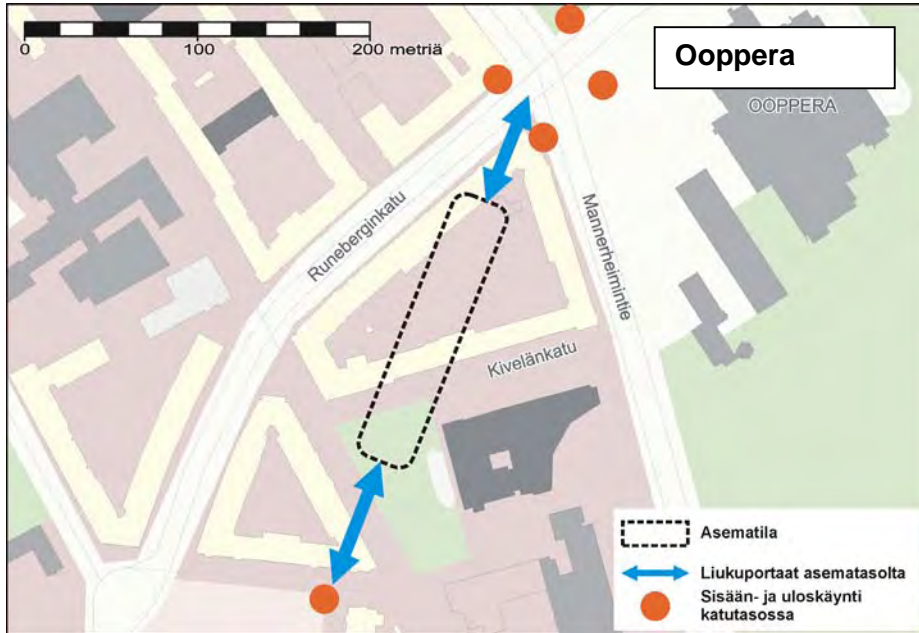 0 100 200 metriä
Ooppera
OOPPERA
Runeberginkatu
Mannerheimintie
Kivelänkatu
Asematila
Liukuportaat asematasolta
Sisään- ja uloskäynti
katutasossa